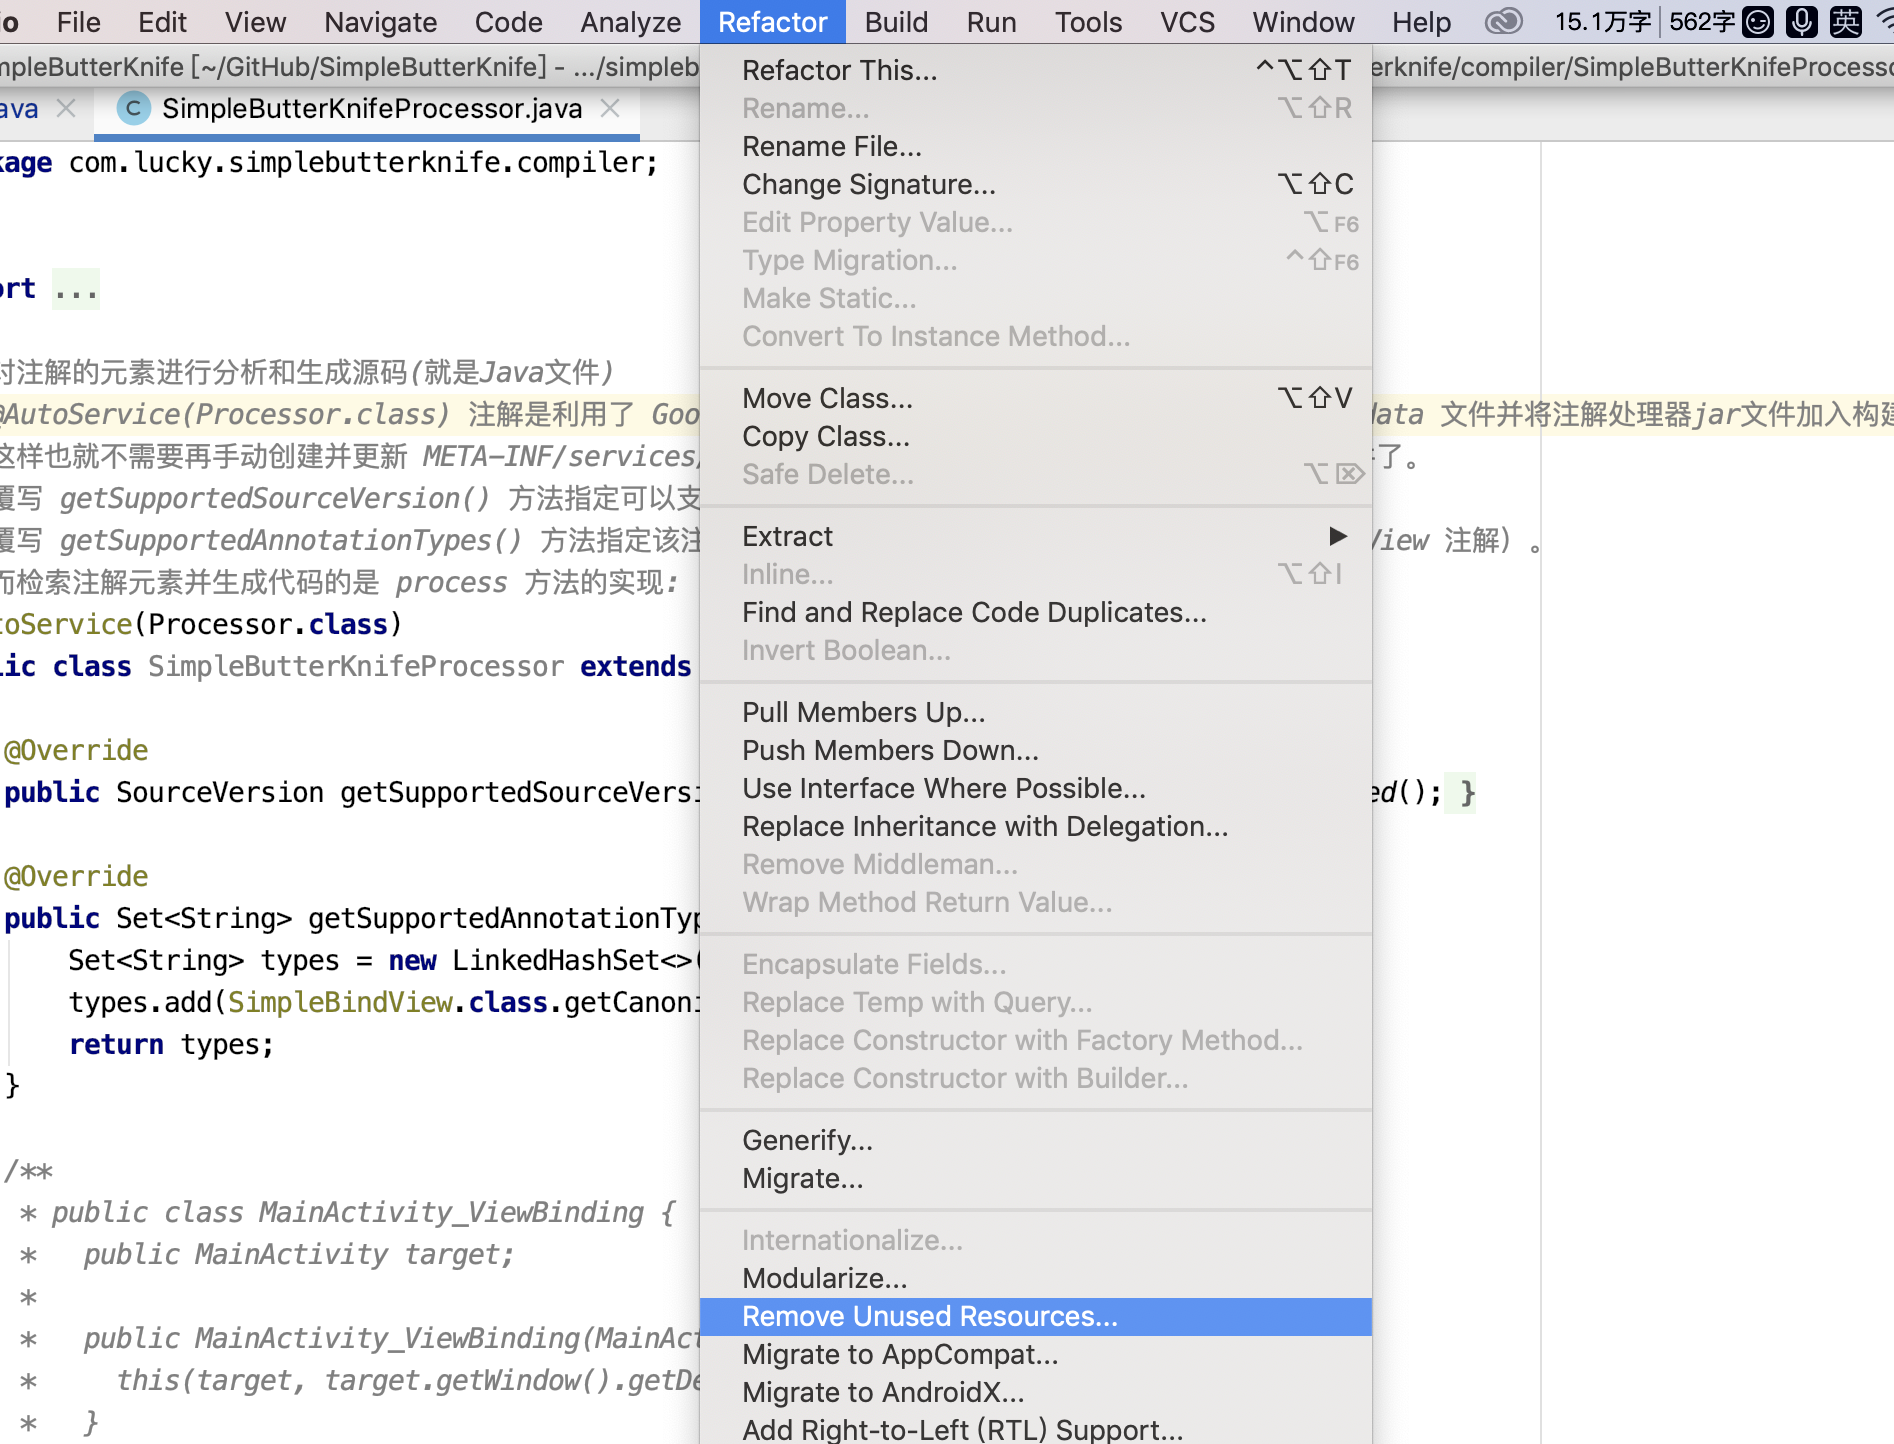 io File Edit View Navigate Code Analyze Refactor Build Run Tools VCS Window Help 15.1万字 562字 英
mpleButterKnife [~/GitHub/SimpleButterKnife] - .../simpleb erknife/compiler/SimpleButterKnifeProcesso
ava C SimpleButterKnifeProcessor.java
kage com.lucky.simplebutterknife.compiler;
ort ...
对注解的元素进行分析和生成源码(就是Java文件)
@AutoService(Processor.class) 注解是利用了 Goo data 文件并将注解处理器jar文件加入构建
这样也就不需要再手动创建并更新 META-INF/services/ 了。
覆写 getSupportedSourceVersion() 方法指定可以支
覆写 getSupportedAnnotationTypes() 方法指定该注 View 注解）。
而检索注解元素并生成代码的是 process 方法的实现:
toService(Processor.class)
lic class SimpleButterKnifeProcessor extends
@Override
public SourceVersion getSupportedSourceVersi ed(); }
@Override
public Set<String> getSupportedAnnotationTyp
Set<String> types = new LinkedHashSet<>(
types.add(SimpleBindView.class.getCanoni
return types;
}
/**
* public class MainActivity_ViewBinding {
* public MainActivity target;
*
* public MainActivity_ViewBinding(MainAct
* this(target, target.getWindow().getDe
* }
Refactor This... ^⌥⇧T
Rename... ⌥⇧R
Rename File...
Change Signature... ⌥⇧C
Edit Property Value... ⌥F6
Type Migration... ^⇧F6
Make Static...
Convert To Instance Method...
Move Class... ⌥⇧V
Copy Class...
Safe Delete... ⌥⌦
Extract ▶
Inline... ⌥⇧I
Find and Replace Code Duplicates...
Invert Boolean...
Pull Members Up...
Push Members Down...
Use Interface Where Possible...
Replace Inheritance with Delegation...
Remove Middleman...
Wrap Method Return Value...
Encapsulate Fields...
Replace Temp with Query...
Replace Constructor with Factory Method...
Replace Constructor with Builder...
Generify...
Migrate...
Internationalize...
Modularize...
Remove Unused Resources...
Migrate to AppCompat...
Migrate to AndroidX...
Add Right-to-Left (RTL) Support...